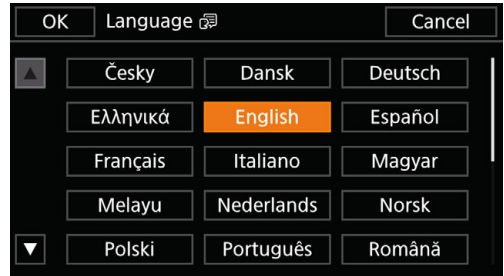 OK Language Cancel
Česky Dansk Deutsch
Ελληνικά English Español
Français Italiano Magyar
Melayu Nederlands Norsk
Polski Português Română